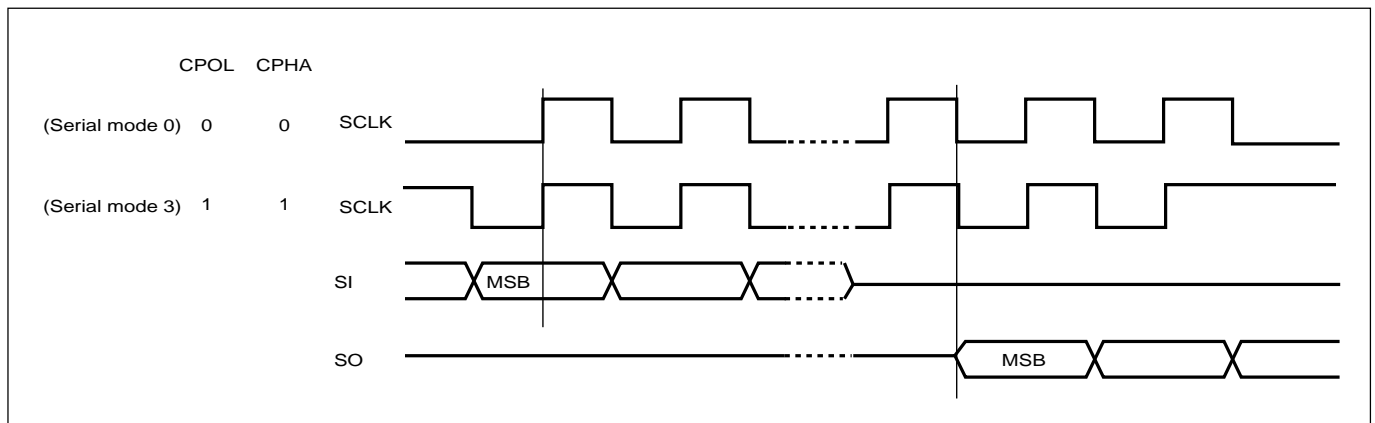 CPOL CPHA
(Serial mode 0) 0 0 SCLK
(Serial mode 3) 1 1 SCLK
SI MSB
SO MSB